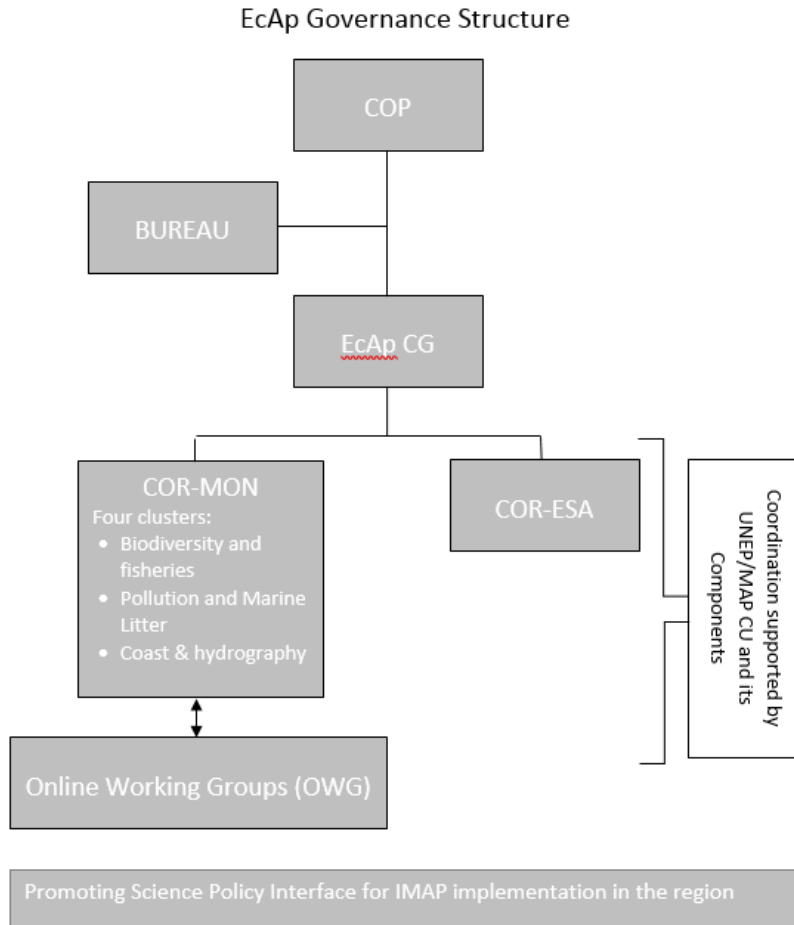 EcAp Governance Structure
COP
BUREAU
EcAp CG
COR-MON
Four clusters:
• Biodiversity and
fisheries
• Pollution and Marine
Litter
• Coast & hydrography
COR-ESA
Coordination supported by
UNEP/MAP CU and its
Components
Online Working Groups (OWG)
Promoting Science Policy Interface for IMAP implementation in the region